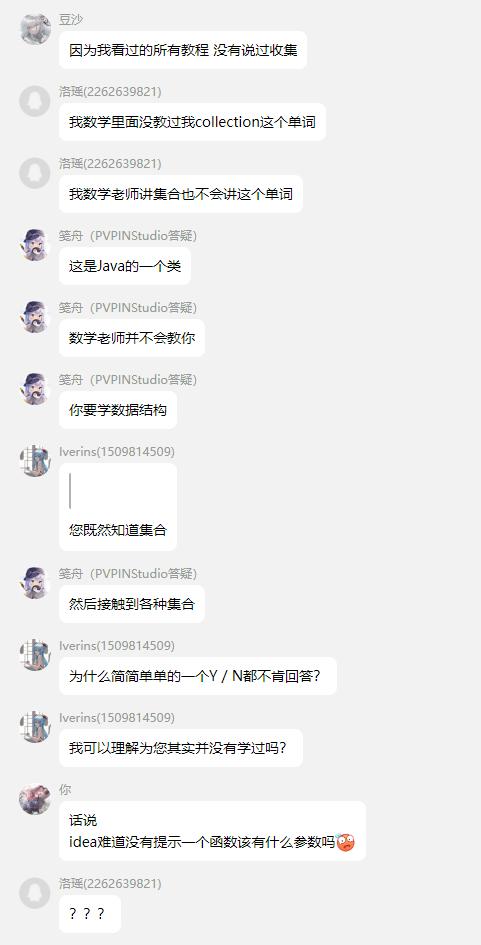 豆沙
因为我看过的所有教程 没有说过收集
洛瑶(2262639821)
我数学里面没教过我collection这个单词
洛瑶(2262639821)
我数学老师讲集合也不会讲这个单词
笺舟（PVPINStudio答疑）
这是Java的一个类
笺舟（PVPINStudio答疑）
数学老师并不会教你
笺舟（PVPINStudio答疑）
你要学数据结构
Iverins(1509814509)
您既然知道集合
笺舟（PVPINStudio答疑）
然后接触到各种集合
Iverins(1509814509)
为什么简简单单的一个Y / N都不肯回答？
Iverins(1509814509)
我可以理解为您其实并没有学过吗？
你
话说
idea难道没有提示一个函数该有什么参数吗
洛瑶(2262639821)
？？？